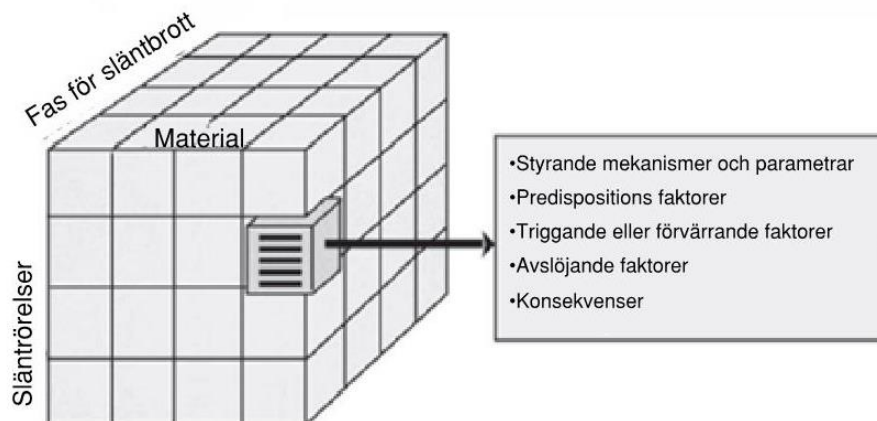 Fas för släntbrott
Material
Släntrörelser
•Styrande mekanismer och parametrar
•Predispositions faktorer
•Triggande eller förvärrande faktorer
•Avslöjande faktorer
•Konsekvenser